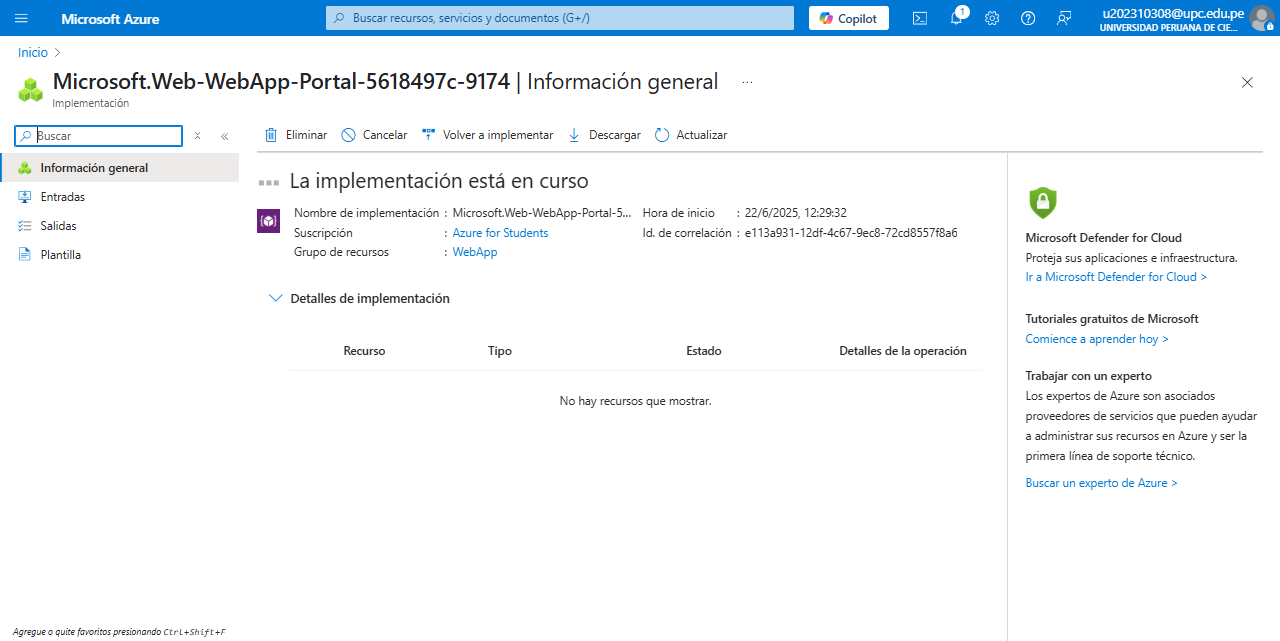 Microsoft Azure
Buscar recursos, servicios y documentos (G+/)
Copilot
1
u202310308@upc.edu.pe
UNIVERSIDAD PERUANA DE CIE...
Inicio >
Microsoft.Web-WebApp-Portal-5618497c-9174 | Información general ...
Implementación
Buscar
Eliminar Cancelar Volver a implementar Descargar Actualizar
Información general
Entradas
Salidas
Plantilla
La implementación está en curso
Nombre de implementación : Microsoft.Web-WebApp-Portal-5... Hora de inicio : 22/6/2025, 12:29:32
Suscripción : Azure for Students Id. de correlación : e113a931-12df-4c67-9ec8-72cd8557f8a6
Grupo de recursos : WebApp
Detalles de implementación
Recurso Tipo Estado Detalles de la operación
No hay recursos que mostrar.
Microsoft Defender for Cloud
Proteja sus aplicaciones e infraestructura.
Ir a Microsoft Defender for Cloud >
Tutoriales gratuitos de Microsoft
Comience a aprender hoy >
Trabajar con un experto
Los expertos de Azure son asociados
proveedores de servicios que pueden ayudar
a administrar sus recursos en Azure y ser la
primera línea de soporte técnico.
Buscar un experto de Azure >
Agregue o quite favoritos presionando Ctrl+Shift+F